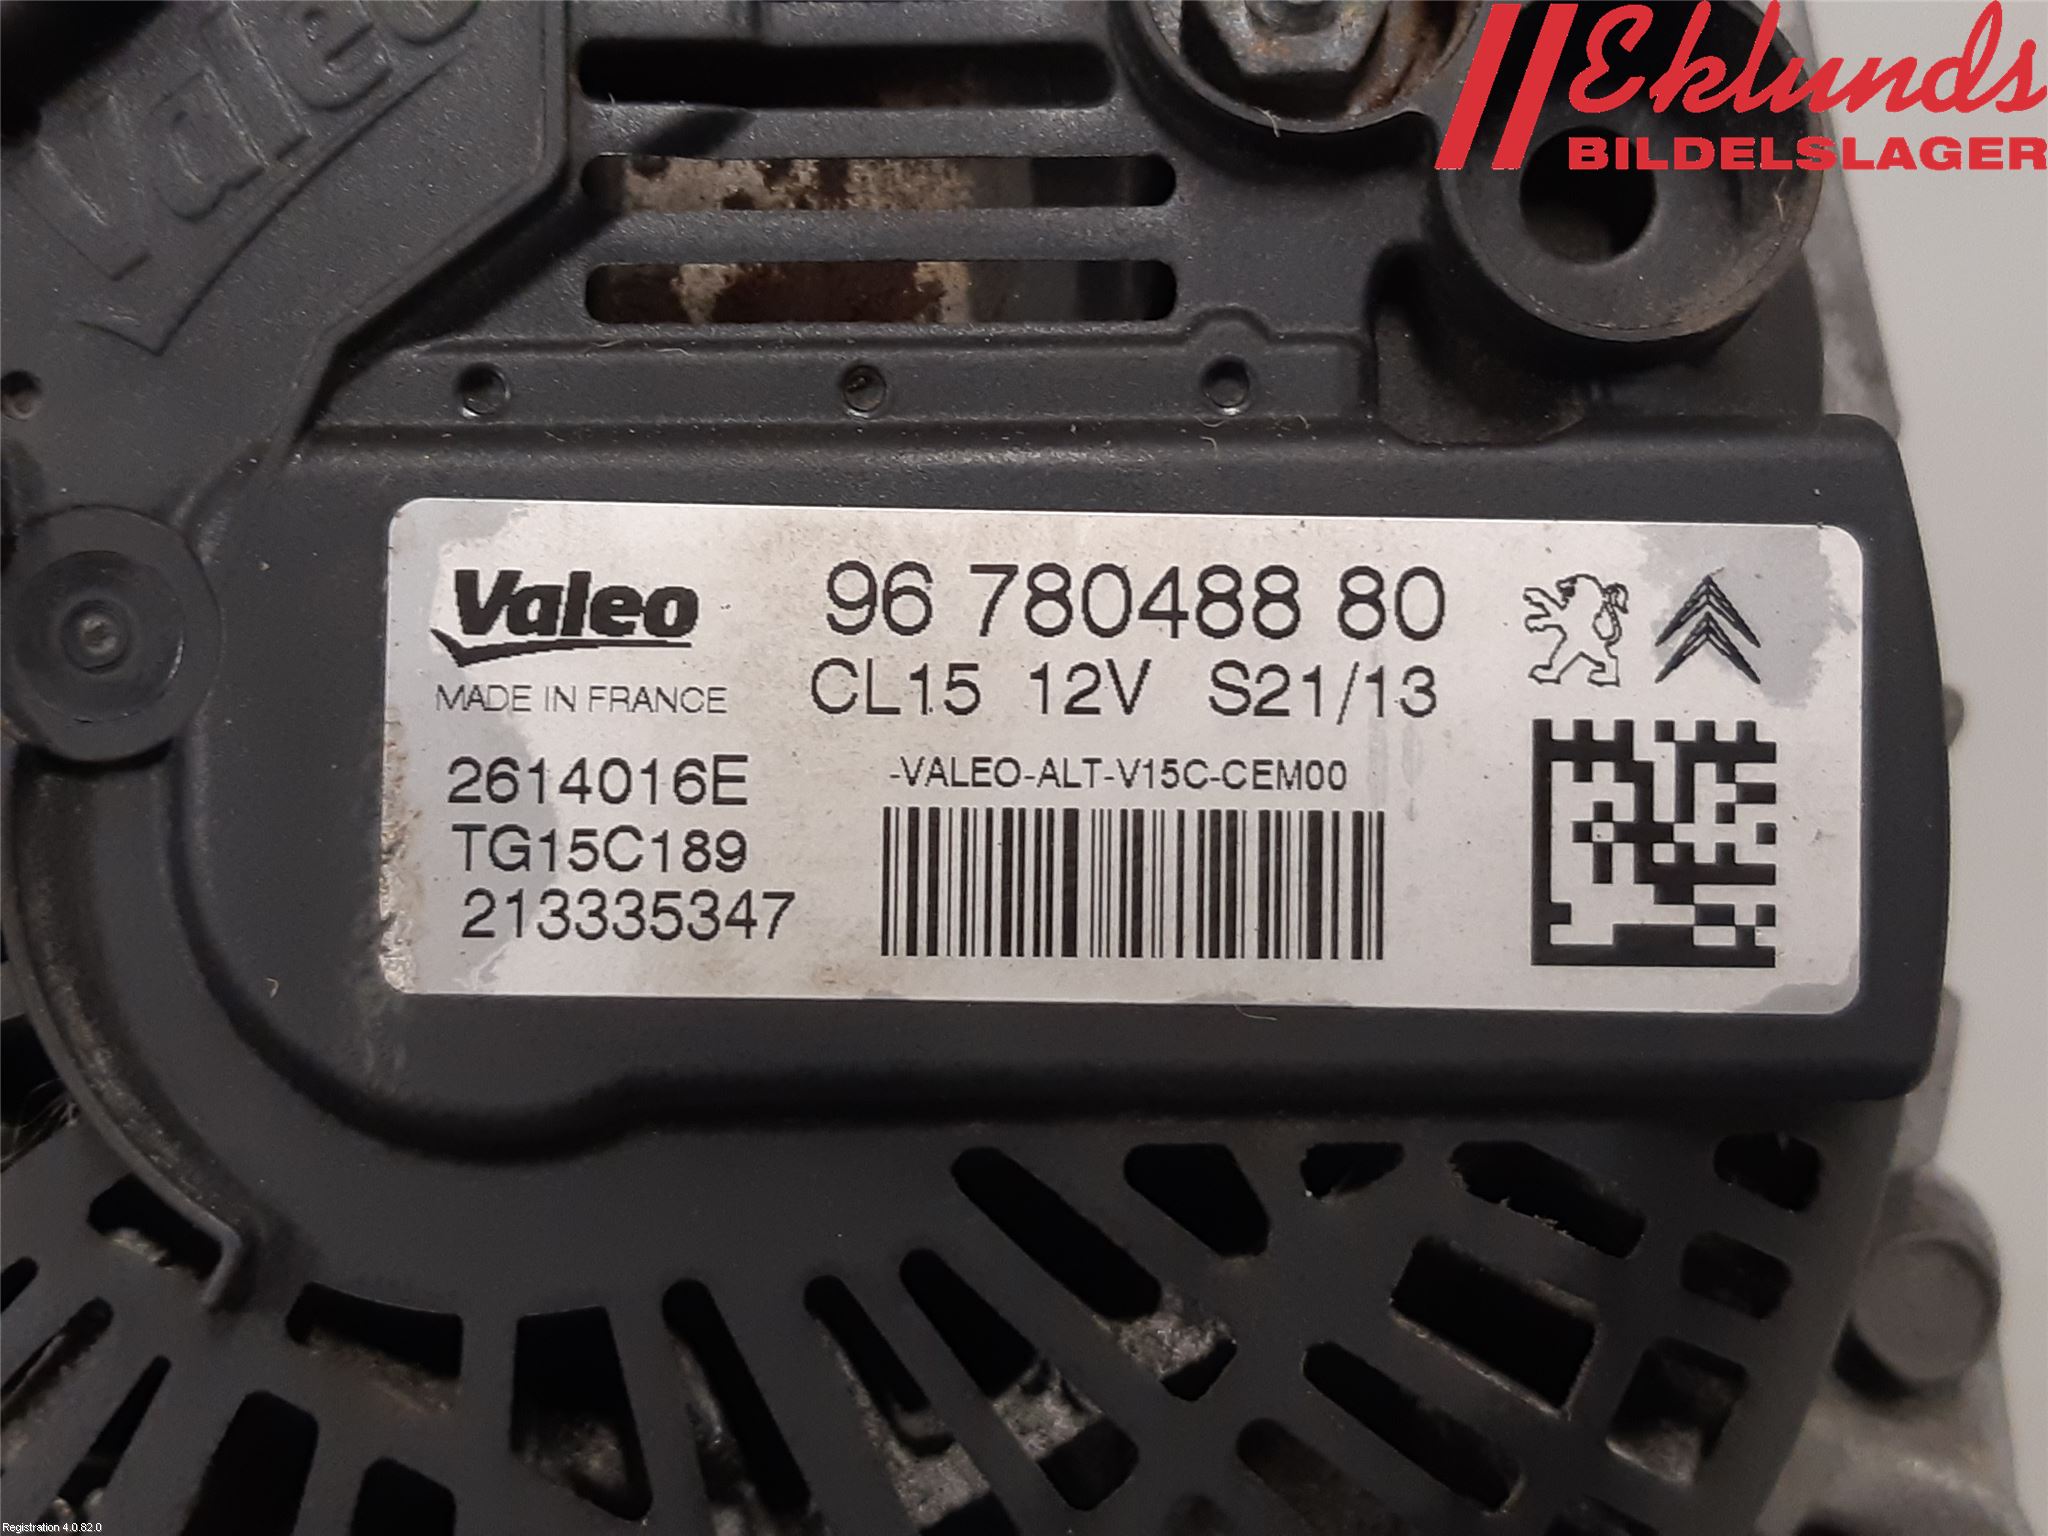 Valeo
Eklunds
BILDELSLAGER
Valeo
MADE IN FRANCE
96 780488 80
CL15 12V S21/13
2614016E
TG15C189
213335347
-VALEO-ALT-V15C-CEM00
Registration 4.0.82.0